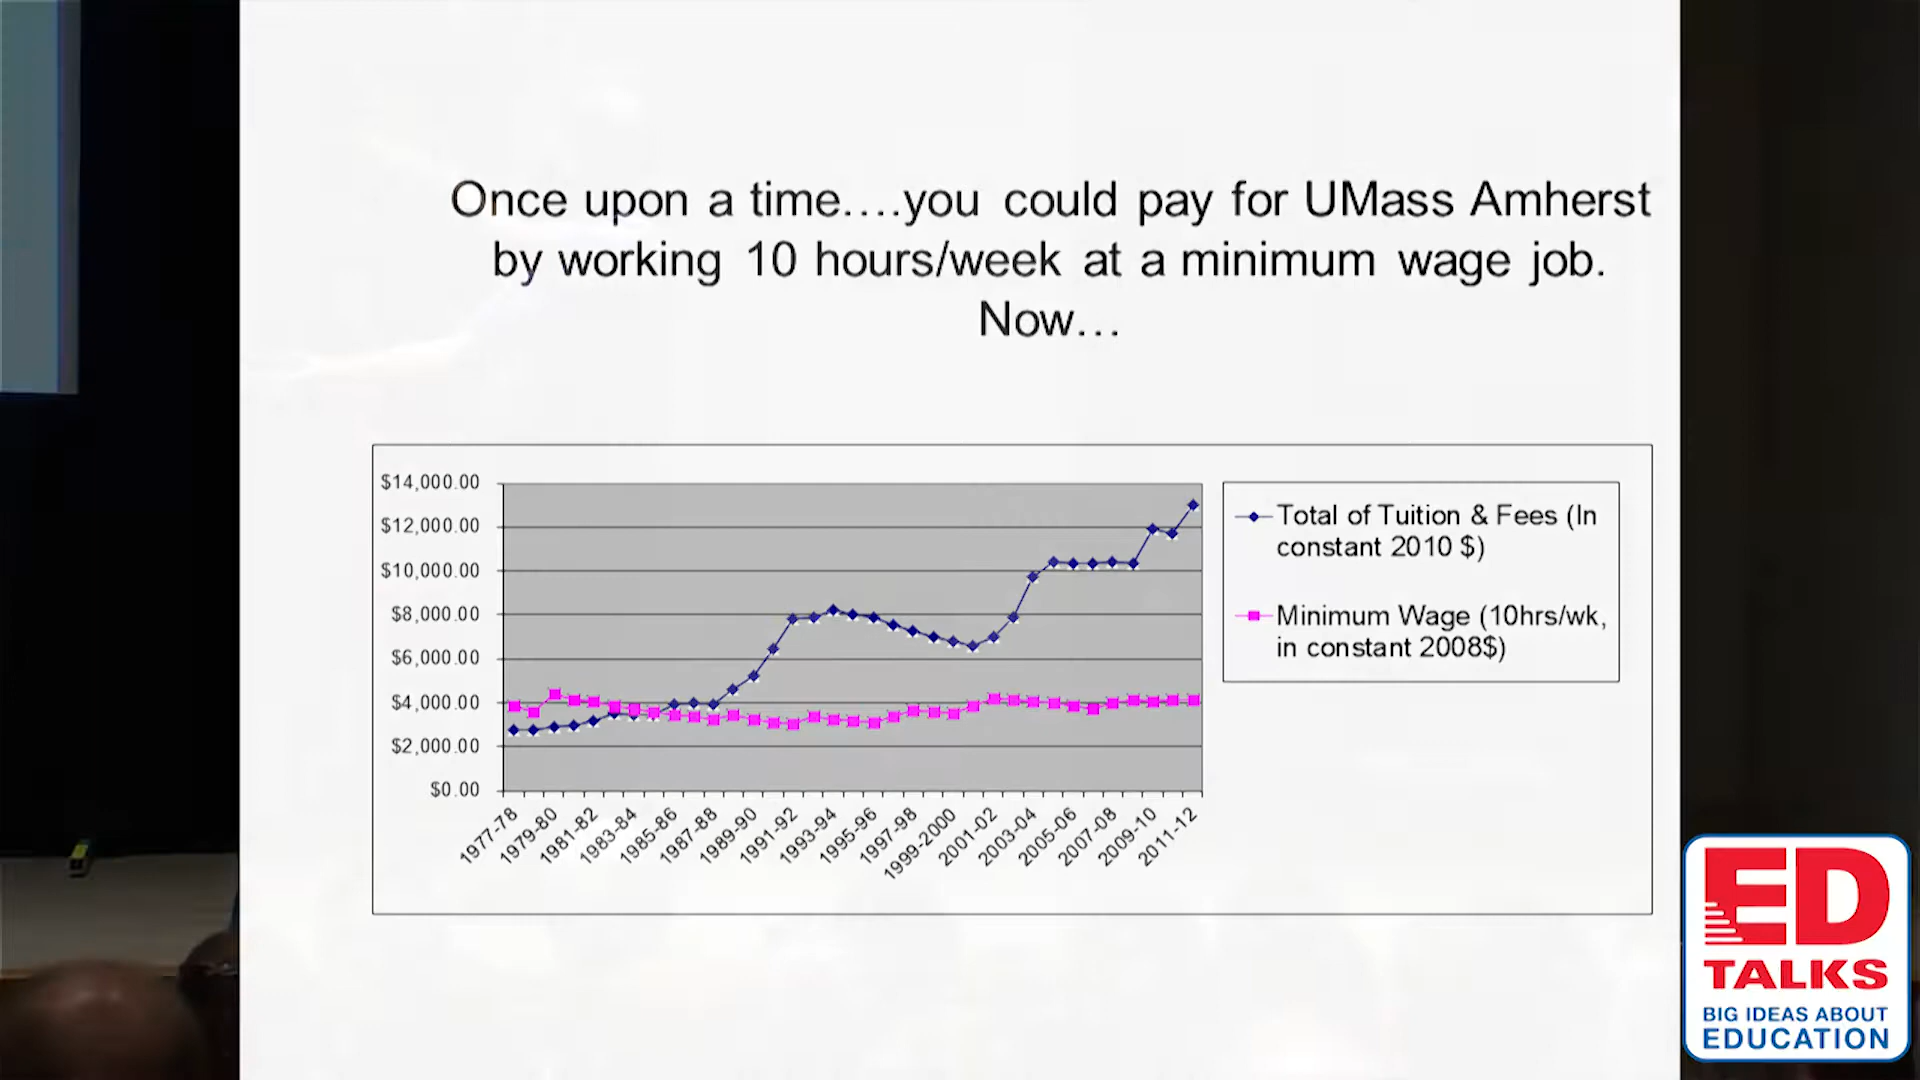 Once upon a time....you could pay for UMass Amherst
by working 10 hours/week at a minimum wage job.
Now...
$14,000.00
$12,000.00
$10,000.00
$8,000.00
$6,000.00
$4,000.00
$2,000.00
$0.00
1977-78
1979-80
1981-82
1983-84
1985-86
1987-88
1989-90
1991-92
1993-94
1995-96
1997-98
1999-2000
2001-02
2003-04
2005-06
2007-08
2009-10
2011-12
Total of Tuition & Fees (In
constant 2010 $)
Minimum Wage (10hrs/wk,
in constant 2008$)
ED
TALKS
BIG IDEAS ABOUT
EDUCATION